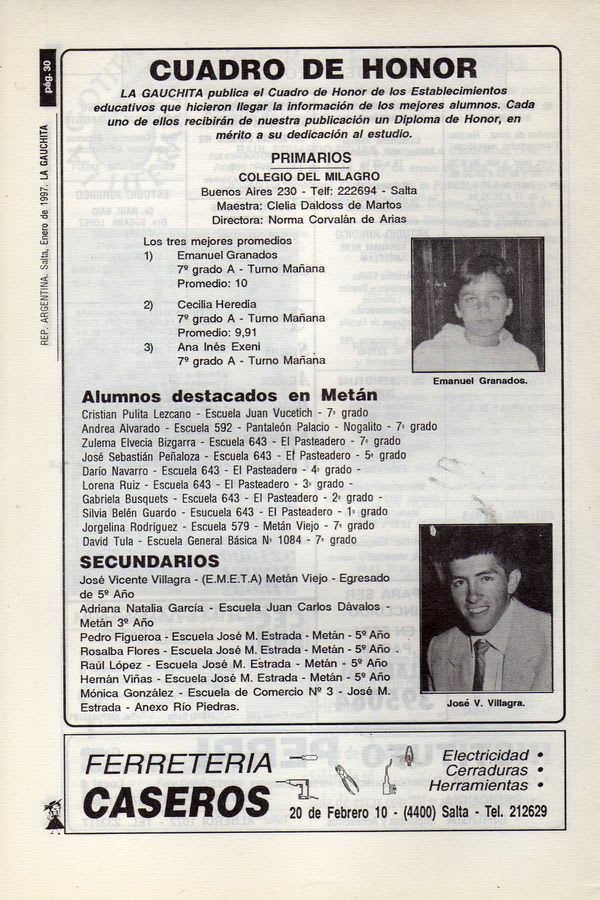 pág. 30
REP. ARGENTINA. Salta, Enero de 1997. LA GAUCHITA
CUADRO DE HONOR
LA GAUCHITA publica el Cuadro de Honor de los Establecimientos
educativos que hicieron llegar la información de los mejores alumnos. Cada
uno de ellos recibirán de nuestra publicación un Diploma de Honor, en
mérito a su dedicación al estudio.
PRIMARIOS
COLEGIO DEL MILAGRO
Buenos Aires 230 - Telf: 222694 - Salta
Maestra: Clelia Daldoss de Martos
Directora: Norma Corvalán de Arias
Los tres mejores promedios
1) Emanuel Granados
7º grado A - Turno Mañana
Promedio: 10
2) Cecilia Heredia
7º grado A - Turno Mañana
Promedio: 9,91
3) Ana Inés Exeni
7º grado A - Turno Mañana
Emanuel Granados.
Alumnos destacados en Metán
Cristian Pulita Lezcano - Escuela Juan Vucetich - 7º grado
Andrea Alvarado - Escuela 592 - Pantaleón Palacio - Nogalito - 7º grado
Zulema Elvecia Bizgarra - Escuela 643 - El Pasteadero - 7º grado
José Sebastián Peñaloza - Escuela 643 - El Pasteadero - 5º grado
Darío Navarro - Escuela 643 - El Pasteadero - 4º grado -
Lorena Ruiz - Escuela 643 - El Pasteadero - 3º grado -
Gabriela Busquets - Escuela 643 - El Pasteadero - 2º grado -
Silvia Belén Guardo - Esucuela 643 - El Pasteadero - 1º grado
Jorgelina Rodríguez - Escuela 579 - Metán Viejo - 7º grado
David Tula - Escuela General Básica Nº 1084 - 7º grado
SECUNDARIOS
José Vicente Villagra - (E.M.E.T.A) Metán Viejo - Egresado
de 5º Año
Adriana Natalia García - Escuela Juan Carlos Dávalos -
Metán 3º Año
Pedro Figueroa - Escuela José M. Estrada - Metán - 5º Año
Rosalba Flores - Escuela José M. Estrada - Metán - 5º Año .
Raúl López - Escuela José M. Estrada - Metán - 5º Año
Hernán Viñas - Escuela José M. Estrada - Metán - 5º Año
Mónica González - Escuela de Comercio Nº 3 - José M.
Estrada - Anexo Río Piedras.
José V. Villagra.
FERRETERIA
CASEROS
Electricidad •
Cerraduras •
Herramientas •
20 de Febrero 10 - (4400) Salta - Tel. 212629